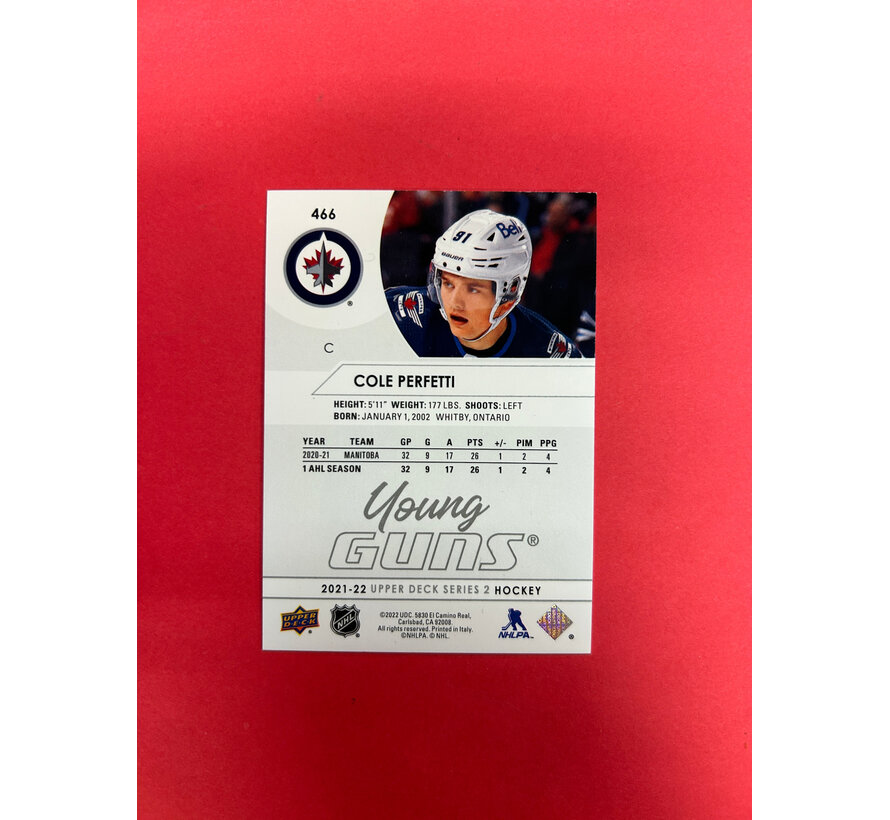 466
91
Bell
BAUER
®
C
COLE PERFETTI
HEIGHT: 5'11" WEIGHT: 177 LBS. SHOOTS: LEFT
BORN: JANUARY 1, 2002 WHITBY, ONTARIO
YEAR TEAM GP G A PTS +/- PIM PPG
2020-21 MANITOBA 32 9 17 26 1 2 4
1 AHL SEASON 32 9 17 26 1 2 4
Young
GUNS®
2021-22 UPPER DECK SERIES 2 HOCKEY
UPPER DECK
®
NHL
©2022 UDC. 5830 El Camino Real,
Carlsbad, CA 92008.
All rights reserved. Printed in Italy.
©NHLPA. © NHL.
NHLPA
®